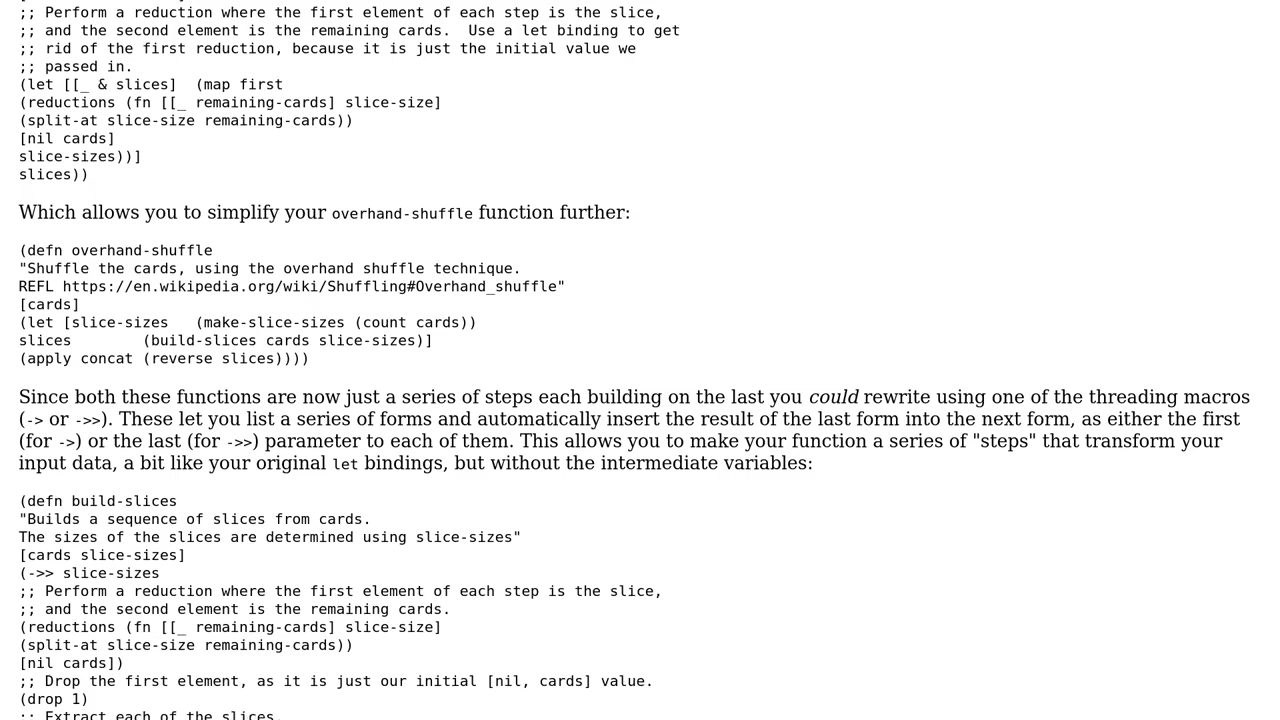 ;; Perform a reduction where the first element of each step is the slice,
;; and the second element is the remaining cards.  Use a let binding to get
;; rid of the first reduction, because it is just the initial value we
;; passed in.
(let [[_ & slices]  (map first
(reductions (fn [[_ remaining-cards] slice-size]
(split-at slice-size remaining-cards))
[nil cards]
slice-sizes))]
slices))
Which allows you to simplify your overhand-shuffle function further:
(defn overhand-shuffle
"Shuffle the cards, using the overhand shuffle technique.
REFL https://en.wikipedia.org/wiki/Shuffling#Overhand_shuffle"
[cards]
(let [slice-sizes   (make-slice-sizes (count cards))
slices        (build-slices cards slice-sizes)]
(apply concat (reverse slices))))
Since both these functions are now just a series of steps each building on the last you could rewrite using one of the threading macros
(-> or ->>). These let you list a series of forms and automatically insert the result of the last form into the next form, as either the first
(for ->) or the last (for ->>) parameter to each of them. This allows you to make your function a series of "steps" that transform your
input data, a bit like your original let bindings, but without the intermediate variables:
(defn build-slices
"Builds a sequence of slices from cards.
The sizes of the slices are determined using slice-sizes"
[cards slice-sizes]
(->> slice-sizes
;; Perform a reduction where the first element of each step is the slice,
;; and the second element is the remaining cards.
(reductions (fn [[_ remaining-cards] slice-size]
(split-at slice-size remaining-cards))
[nil cards])
;; Drop the first element, as it is just our initial [nil, cards] value.
(drop 1)
;; Extract each of the slices.